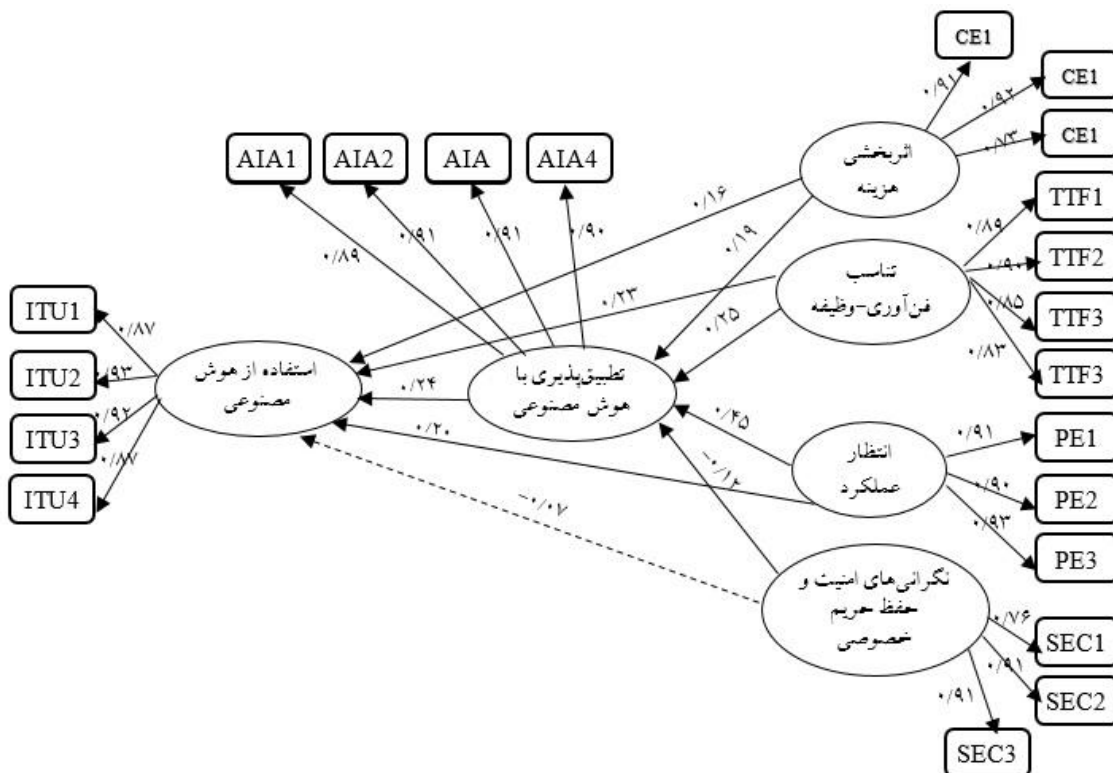 CE1
CE1
CE1
۰/۹۱
۰/۹۲
۰/۷۳
اثربخشی
هزینه
AIA1
AIA2
AIA
AIA4
۰/۸۹
۰/۹۱
۰/۹۱
۰/۹۰
۰/۱۶
۰/۱۹
TTF1
TTF2
TTF3
TTF3
۰/۸۹
۰/۹۰
۰/۸۵
۰/۸۳
تناسب
فن‌آوری-وظیفه
۰/۲۳
۰/۲۵
ITU1
ITU2
ITU3
ITU4
۰/۸۷
۰/۹۳
۰/۹۲
۰/۸۷
استفاده از هوش
مصنوعی
۰/۲۴
تطبیق‌پذیری با
هوش مصنوعی
۰/۲۰
۰/۴۵
انتظار
عملکرد
۰/۹۱
۰/۹۰
۰/۹۳
PE1
PE2
PE3
-۰/۰۷
نگرانی‌های امنیت و
حفظ حریم
خصوصی
۰/۷۶
۰/۹۱
۰/۹۱
SEC1
SEC2
SEC3